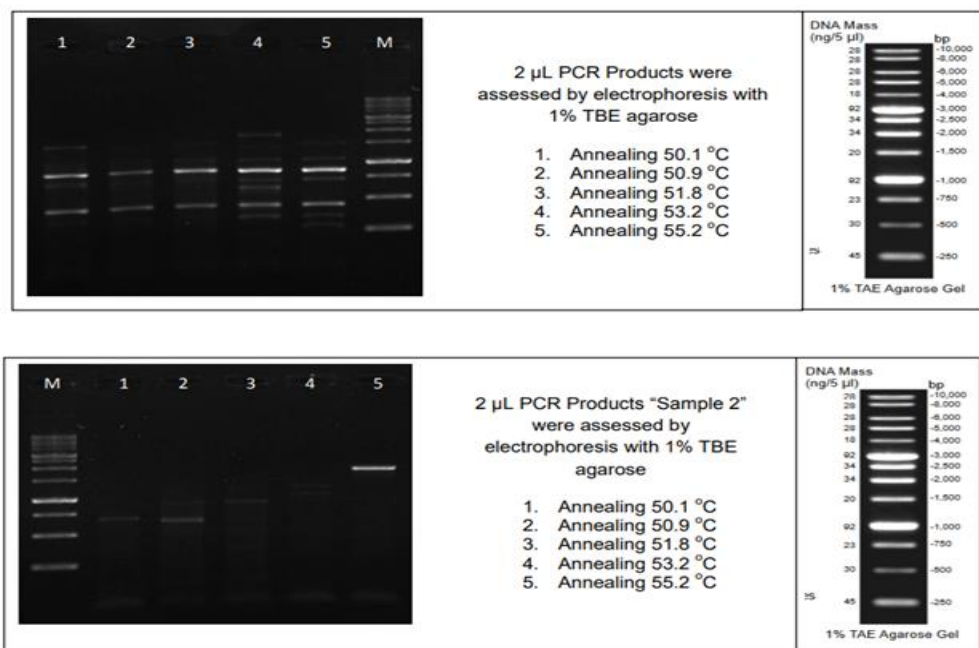 1 2 3 4 5 M
2 µL PCR Products were
assessed by electrophoresis with
1% TBE agarose
1. Annealing 50.1 °C
2. Annealing 50.9 °C
3. Annealing 51.8 °C
4. Annealing 53.2 °C
5. Annealing 55.2 °C
DNA Mass
(ng/5 µl) bp
28 -10,000
28 -8,000
28 -6,000
28 -5,000
18 -4,000
92 -3,000
34 -2,500
34 -2,000
20 -1,500
92 -1,000
23 -750
30 -500
45 -250
1% TAE Agarose Gel
M 1 2 3 4 5
2 µL PCR Products “Sample 2”
were assessed by
electrophoresis with 1% TBE
agarose
1. Annealing 50.1 °C
2. Annealing 50.9 °C
3. Annealing 51.8 °C
4. Annealing 53.2 °C
5. Annealing 55.2 °C
DNA Mass
(ng/5 µl) bp
28 -10,000
28 -8,000
28 -6,000
28 -5,000
18 -4,000
92 -3,000
34 -2,500
34 -2,000
20 -1,500
92 -1,000
23 -750
30 -500
45 -250
1% TAE Agarose Gel